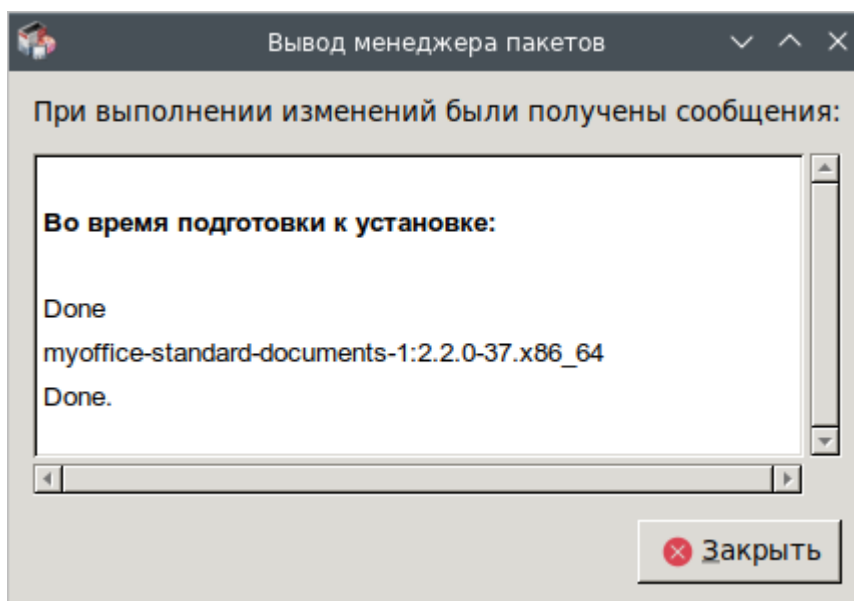 Вывод менеджера пакетов
При выполнении изменений были получены сообщения:
Во время подготовки к установке:
Done
myoffice-standard-documents-1:2.2.0-37.x86_64
Done.
Закрыть